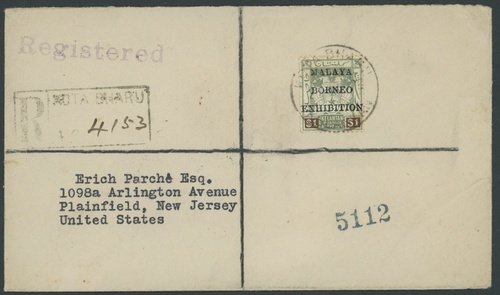 Registered
R
KOTA BHARU
4153
MALAYA
BORNEO
EXHIBITION
$1 $1
Erich Parché Esq.
1098a Arlington Avenue
Plainfield, New Jersey
United States
5112